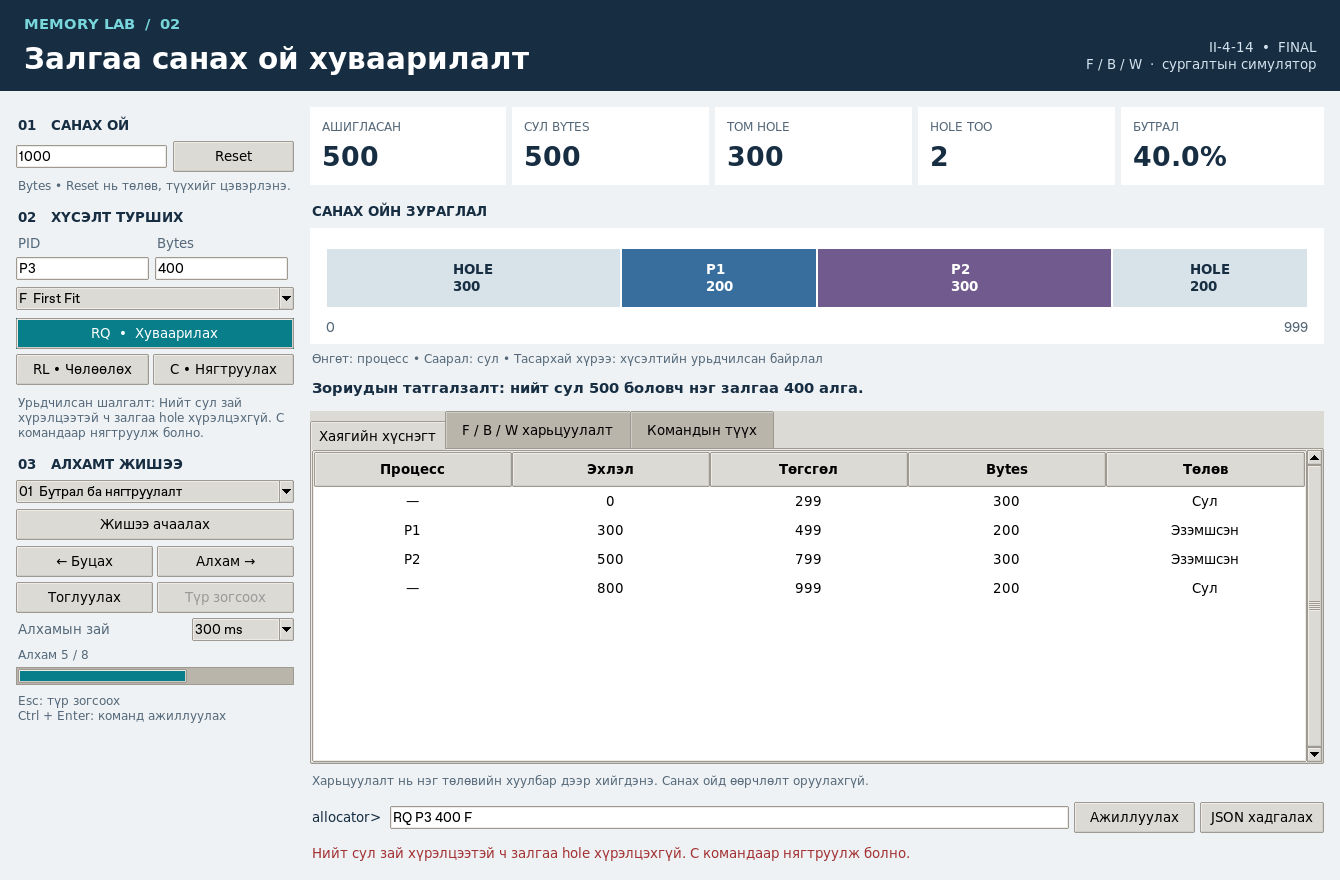 MEMORY LAB / 02
Залгаа санах ой хуваарилалт
II-4-14 • FINAL
F / B / W · сургалтын симулятор
01 САНАХ ОЙ
1000
Reset
Bytes • Reset нь төлөв, түүхийг цэвэрлэнэ.
02 ХҮСЭЛТ ТУРШИХ
PID Bytes
P3 400
F First Fit
RQ • Хуваарилах
RL • Чөлөөлөх C • Нягтруулах
Урьдчилсан шалгалт: Нийт сул зай
хүрэлцээтэй ч залгаа hole хүрэлцэхгүй. C
командаар нягтруулж болно.
03 АЛХАМТ ЖИШЭЭ
01 Бутрал ба нягтруулалт
Жишээ ачаалах
← Буцах Алхам →
Тоглуулах Түр зогсоох
Алхамын зай 300 ms
Алхам 5 / 8
Esc: түр зогсоох
Ctrl + Enter: команд ажиллуулах
АШИГЛАСАН СУЛ BYTES ТОМ HOLE HOLE ТОО БУТРАЛ
500 500 300 2 40.0%
САНАХ ОЙН ЗУРАГЛАЛ
HOLE P1 P2 HOLE
300 200 300 200
0 999
Өнгөт: процесс • Саарал: сул • Тасархай хүрээ: хүсэлтийн урьдчилсан байрлал
Зориудын татгалзалт: нийт сул 500 боловч нэг залгаа 400 алга.
Хаягийн хүснэгт F / B / W харьцуулалт Командын түүх
Процесс Эхлэл Төгсгөл Bytes Төлөв
— 0 299 300 Сул
P1 300 499 200 Эзэмшсэн
P2 500 799 300 Эзэмшсэн
— 800 999 200 Сул
Харьцуулалт нь нэг төлөвийн хуулбар дээр хийгдэнэ. Санах ойд өөрчлөлт оруулахгүй.
allocator> RQ P3 400 F Ажиллуулах JSON хадгалах
Нийт сул зай хүрэлцээтэй ч залгаа hole хүрэлцэхгүй. C командаар нягтруулж болно.